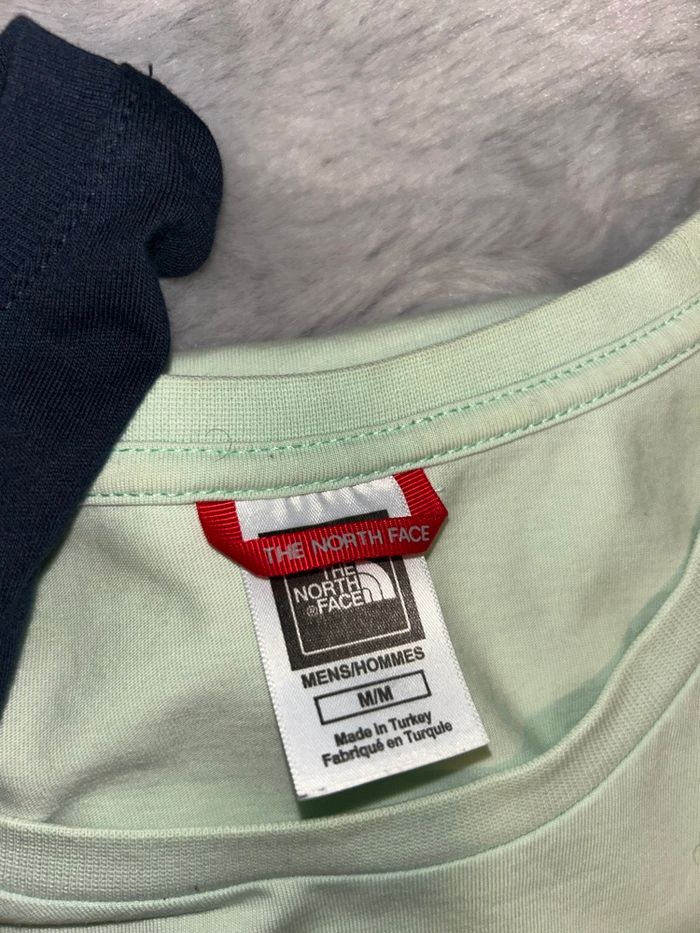 THE NORTH FACE
THE
NORTH
®FACE
MENS/HOMMES
M/M
Made in Turkey
Fabriqué en Turquie